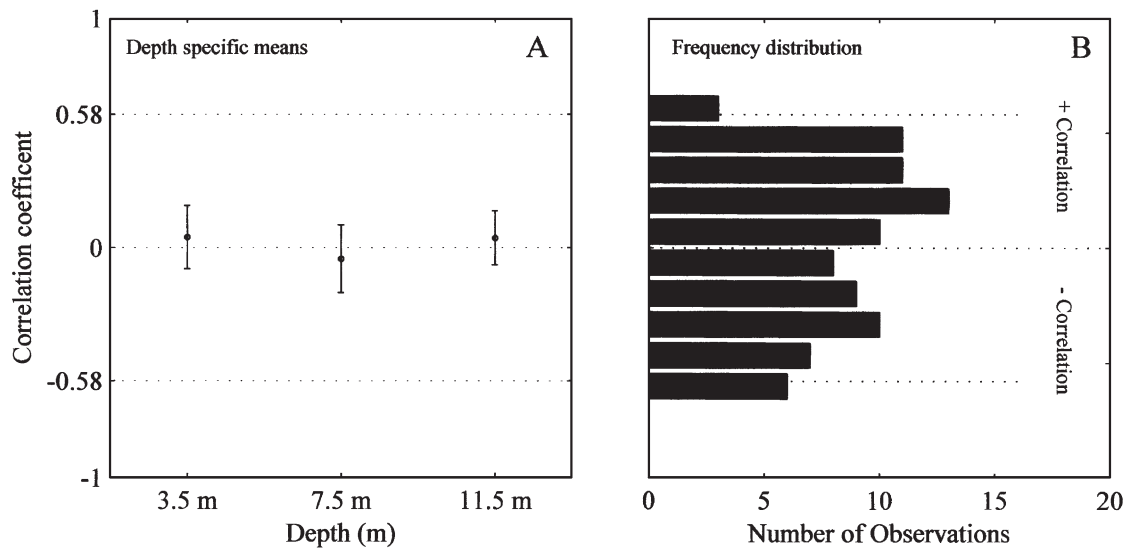 Depth specific means
A
1
0.58
0
-0.58
-1
Correlation coefficent
3.5 m
7.5 m
11.5 m
Depth (m)
Frequency distribution
B
+ Correlation
- Correlation
0
5
10
15
20
Number of Observations